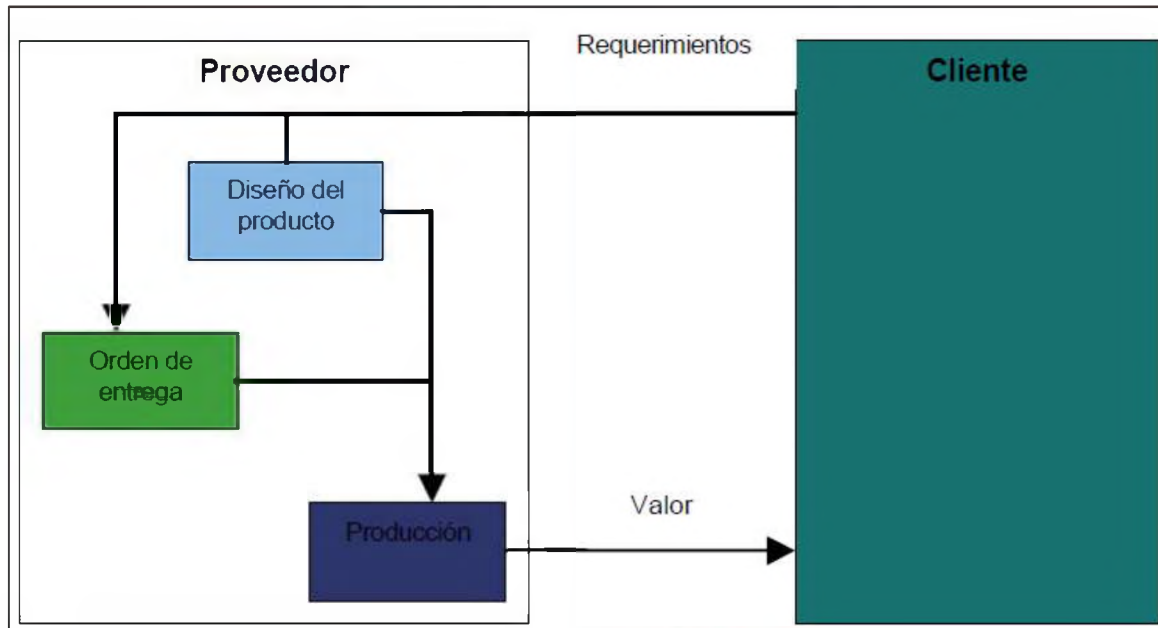 Requerimientos
Proveedor
Cliente
Diseño del
producto
Orden de
entrega
Valor
Producción